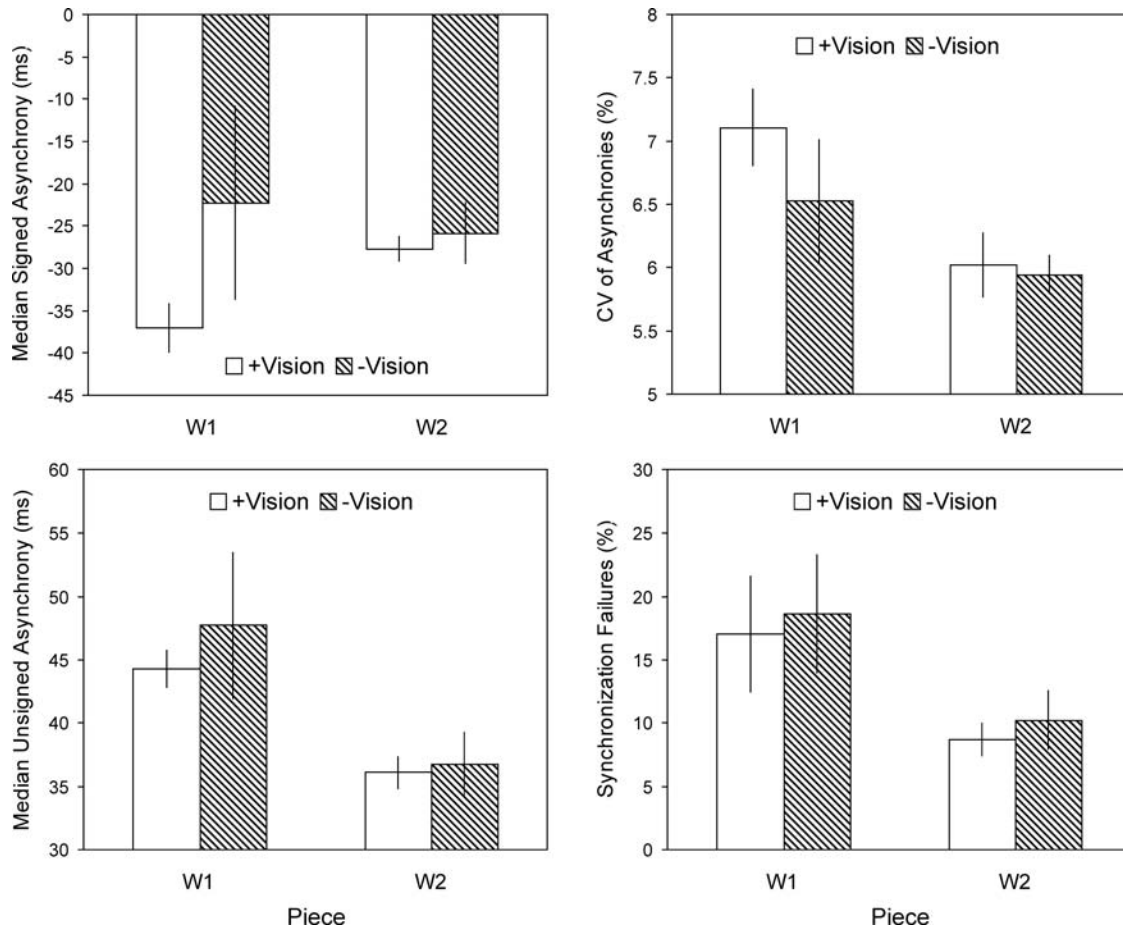 Median Signed Asynchrony (ms)
0
-5
-10
-15
-20
-25
-30
-35
-40
-45
+Vision -Vision
W1 W2
CV of Asynchronies (%)
8
7.5
7
6.5
6
5.5
5
+Vision -Vision
W1 W2
Median Unsigned Asynchrony (ms)
60
55
50
45
40
35
30
+Vision -Vision
W1 W2
Piece
Synchronization Failures (%)
30
25
20
15
10
5
0
+Vision -Vision
W1 W2
Piece